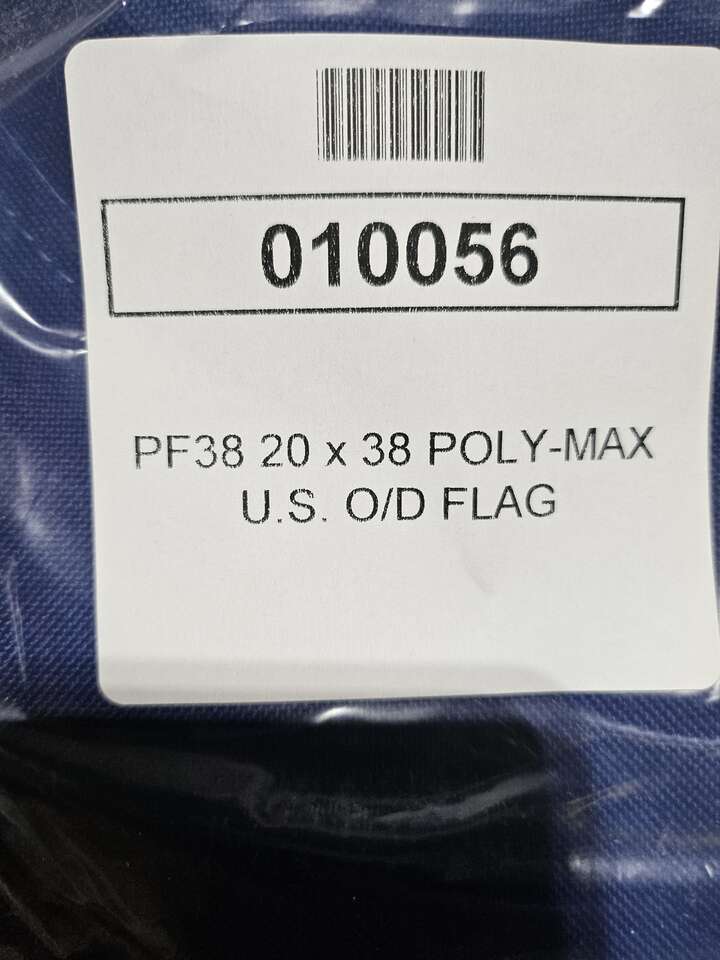 010056
PF38 20 x 38 POLY-MAX
U.S. O/D FLAG